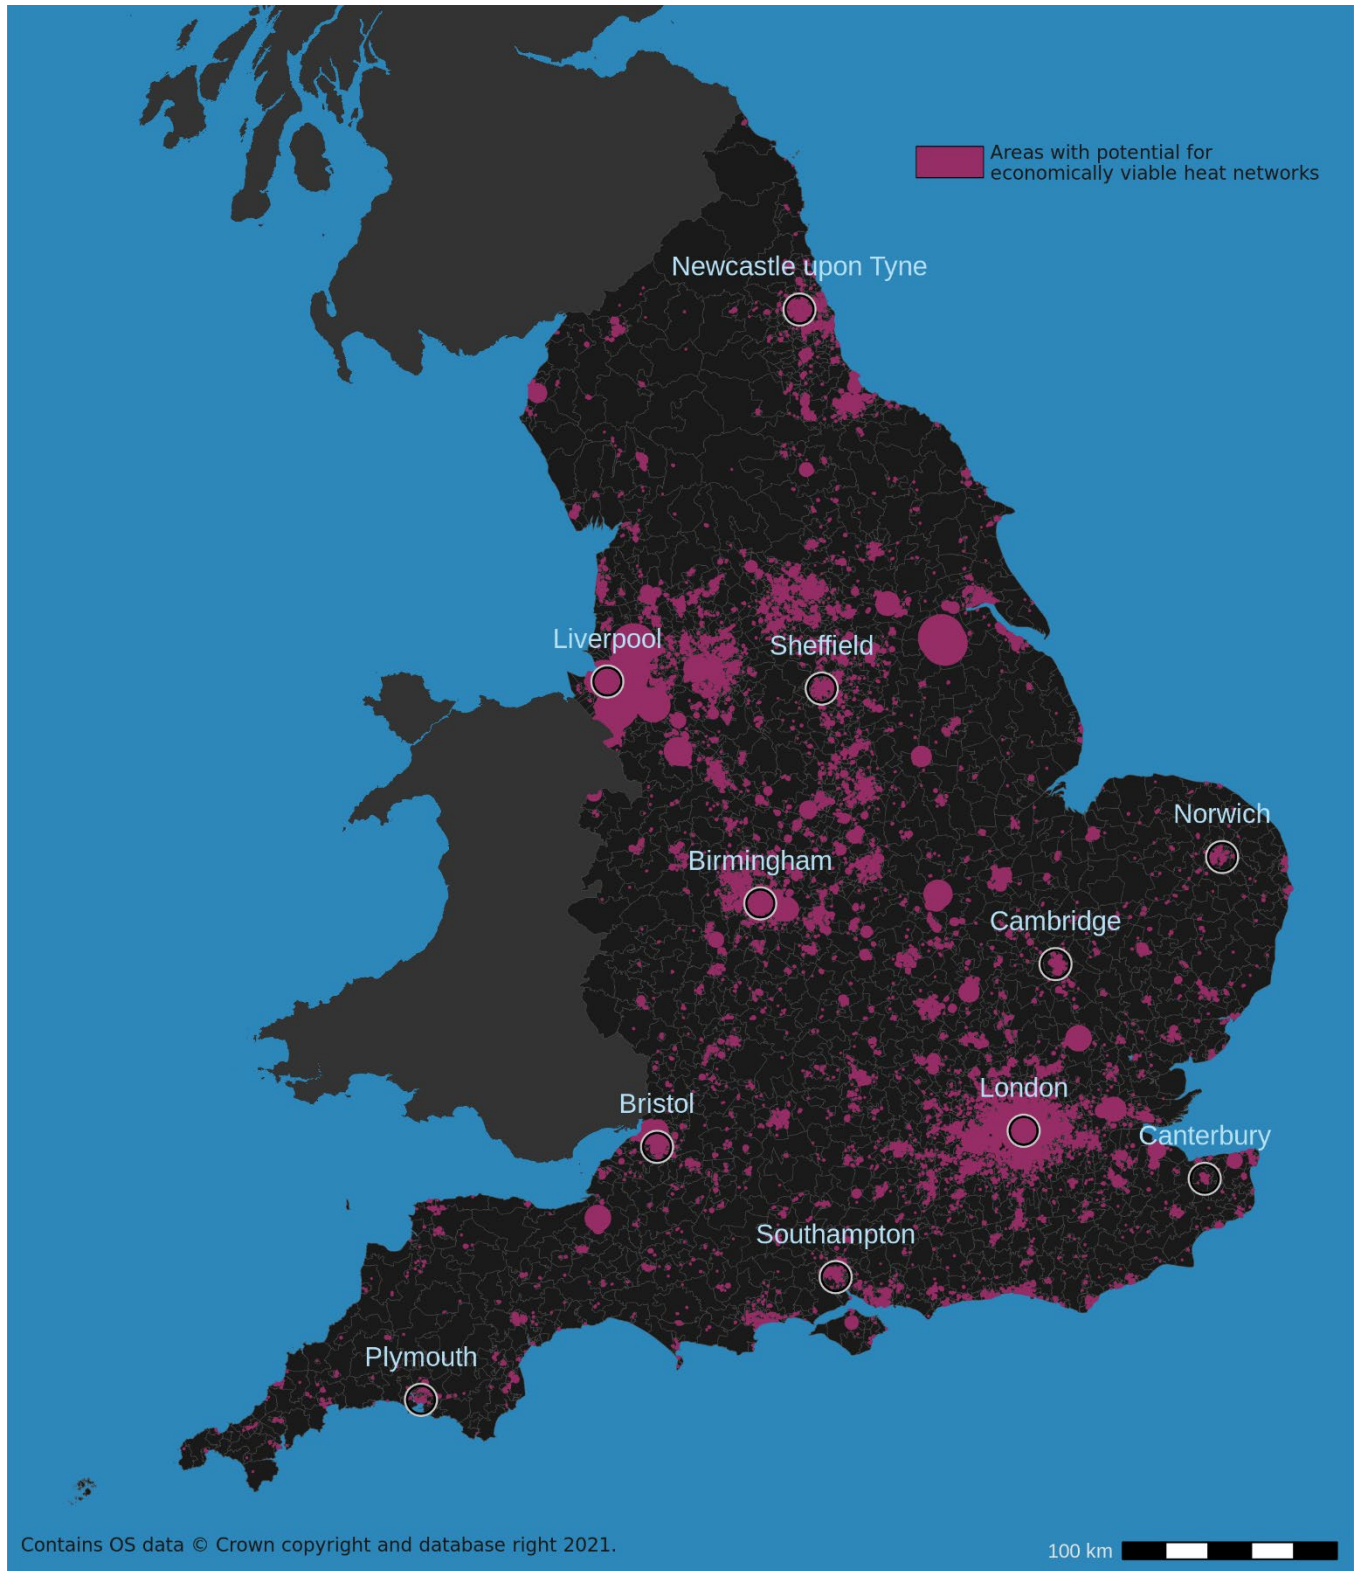 Areas with potential for
economically viable heat networks
Newcastle upon Tyne
Liverpool
Sheffield
Norwich
Birmingham
Cambridge
London
Bristol
Canterbury
Southampton
Plymouth
Contains OS data © Crown copyright and database right 2021.
100 km